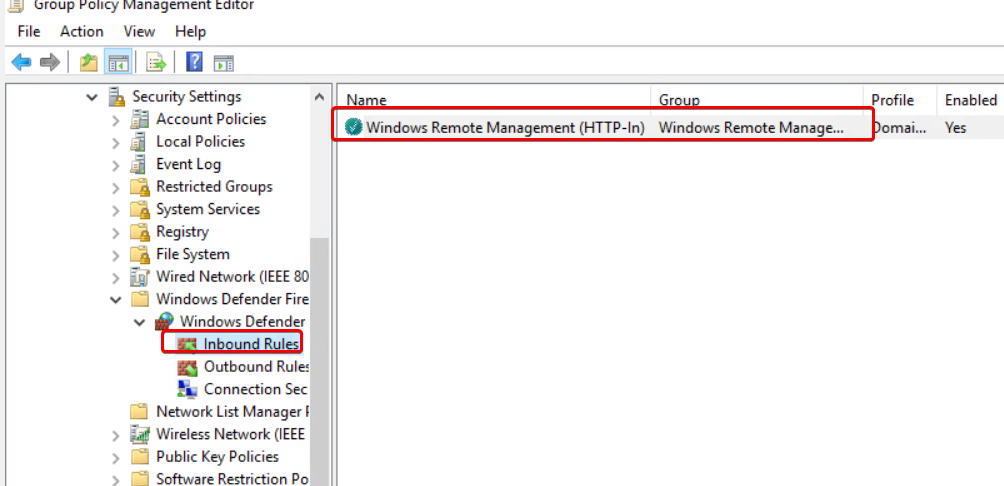 Group Policy Management Editor
File Action View Help
Security Settings
Account Policies
Local Policies
Event Log
Restricted Groups
System Services
Registry
File System
Wired Network (IEEE 80
Windows Defender Fire
Windows Defender
Inbound Rules
Outbound Rules
Connection Sec
Network List Manager P
Wireless Network (IEEE
Public Key Policies
Software Restriction Po
Name Group Profile Enabled
Windows Remote Management (HTTP-In) Windows Remote Manage... Domai... Yes